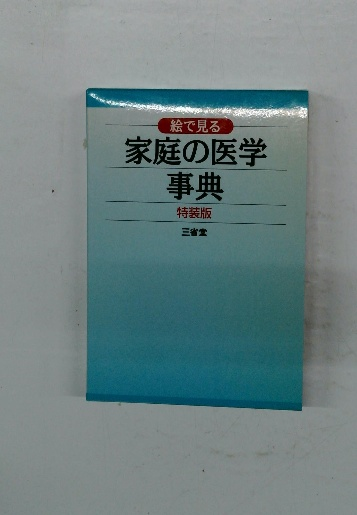 絵で見る
家庭の医学
事典
特装版
三省堂